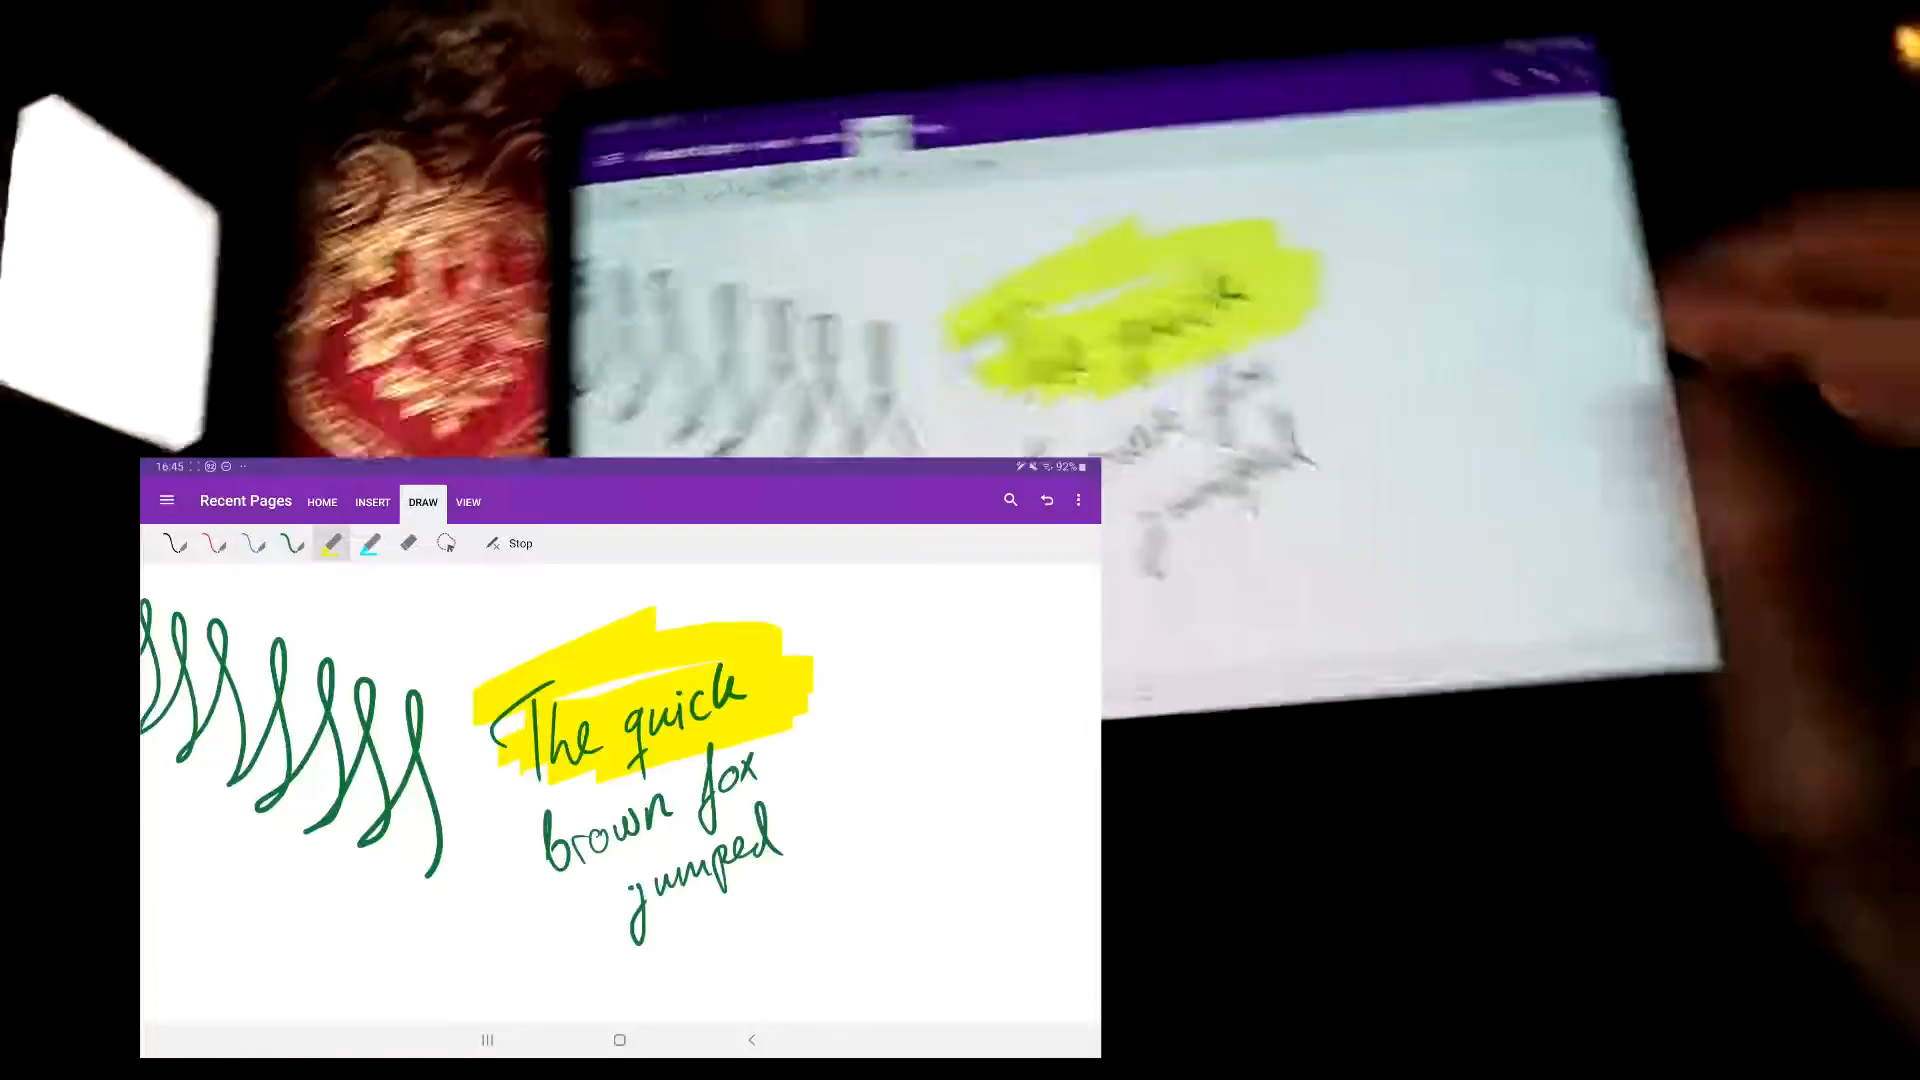 16:45
92%
Recent Pages HOME INSERT DRAW VIEW
Stop
The quick
brown fox
jumped